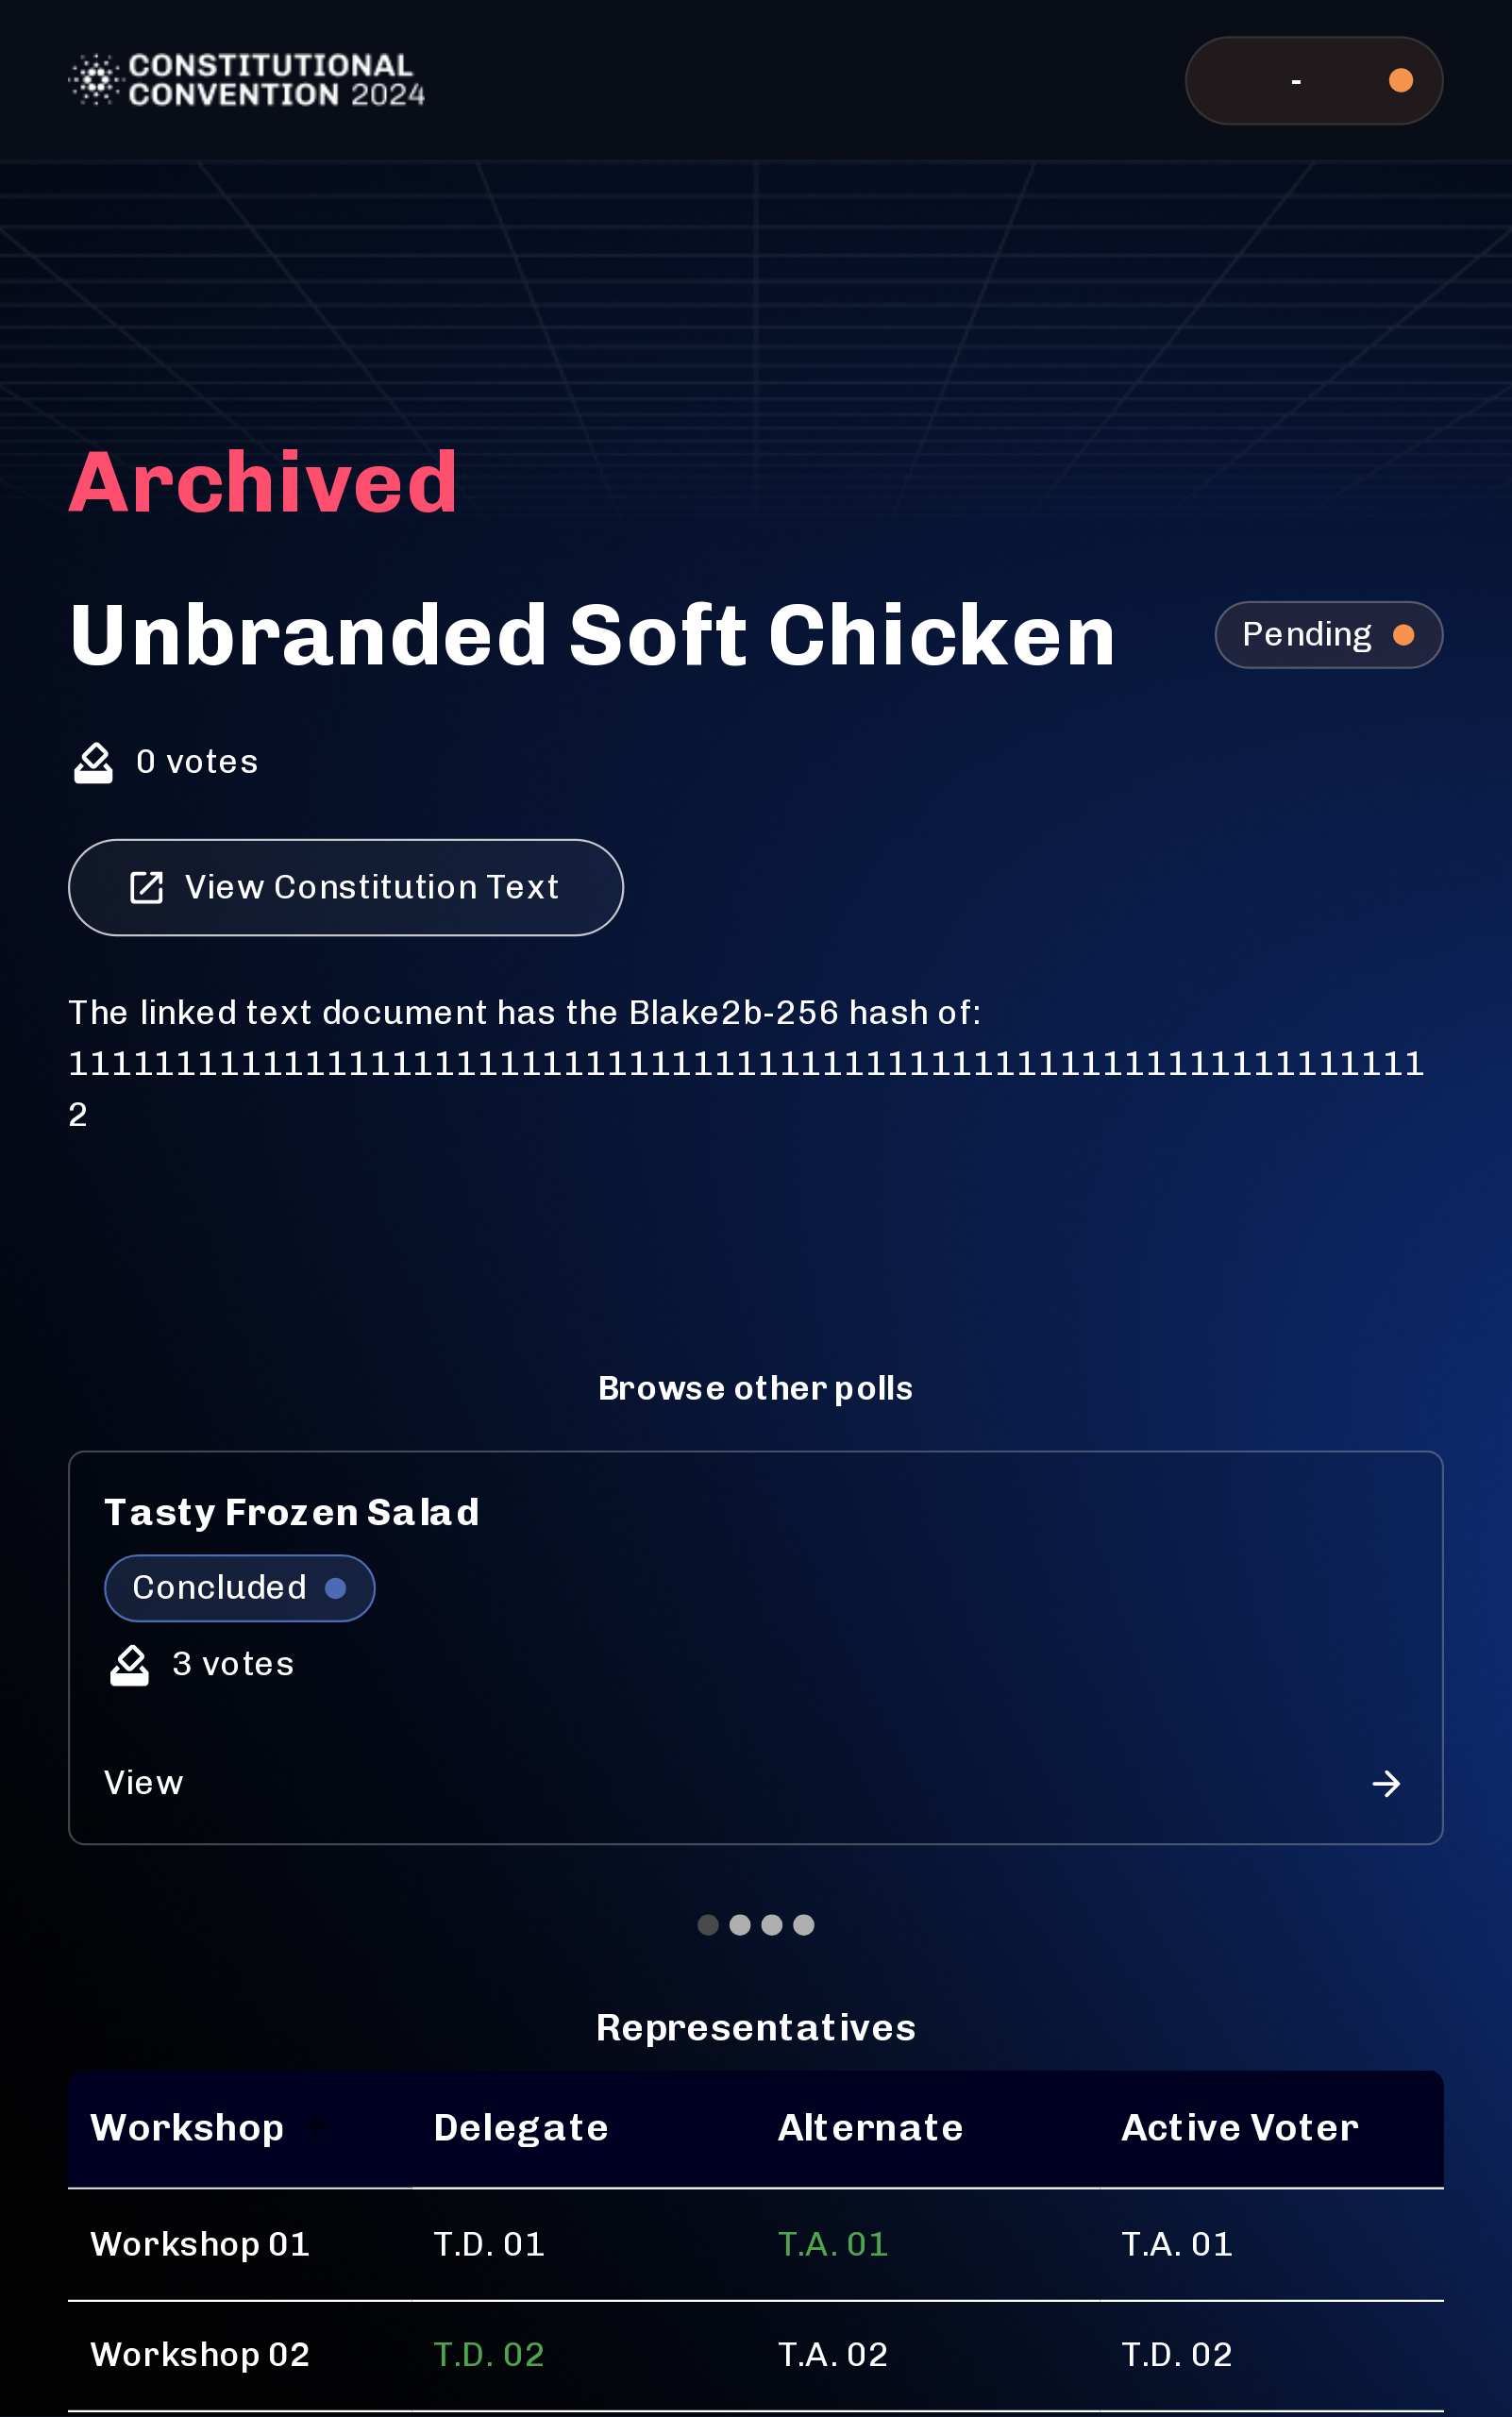 CONSTITUTIONAL
CONVENTION 2024
-
Archived
Unbranded Soft Chicken
Pending
0 votes
View Constitution Text
The linked text document has the Blake2b-256 hash of:
111111111111111111111111111111111111111111111111111111111111111
2
Browse other polls
Tasty Frozen Salad
Concluded
3 votes
View
Representatives
Workshop Delegate Alternate Active Voter
Workshop 01 T.D. 01 T.A. 01 T.A. 01
Workshop 02 T.D. 02 T.A. 02 T.D. 02